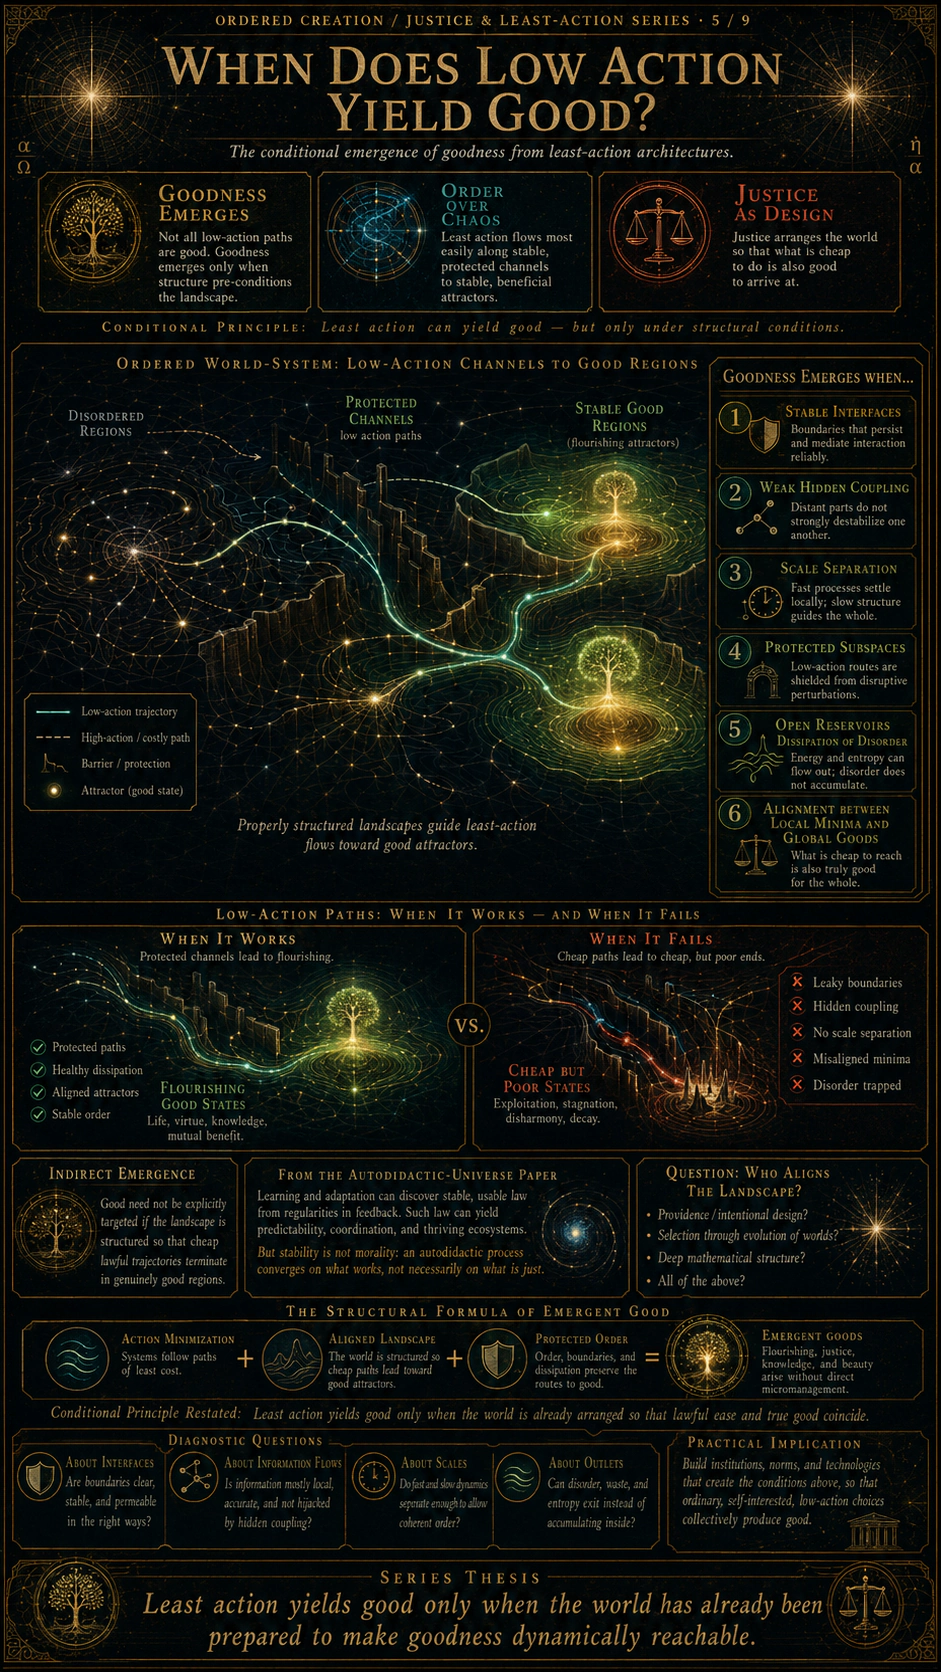 ORDERED CREATION / JUSTICE & LEAST-ACTION SERIES · 5 / 9
WHEN DOES LOW ACTION
YIELD GOOD?
The conditional emergence of goodness from least-action architectures.
α
Ω
ή
α
GOODNESS
EMERGES
Not all low-action paths
are good. Goodness
emerges only when
structure pre-conditions
the landscape.
ORDER
OVER
CHAOS
Least action flows most
easily along stable,
protected channels
to stable, beneficial
attractors.
JUSTICE
AS DESIGN
Justice arranges the world
so that what is cheap
to do is also good
to arrive at.
CONDITIONAL PRINCIPLE: Least action can yield good — but only under structural conditions.
ORDERED WORLD-SYSTEM: LOW-ACTION CHANNELS TO GOOD REGIONS
DISORDERED
REGIONS
PROTECTED
CHANNELS
low action paths
STABLE GOOD
REGIONS
(flourishing attractors)
Low-action trajectory
High-action / costly path
Barrier / protection
Attractor (good state)
Properly structured landscapes guide least-action
flows toward good attractors.
GOODNESS EMERGES WHEN...
1
STABLE INTERFACES
Boundaries that persist
and mediate interaction
reliably.
2
WEAK HIDDEN COUPLING
Distant parts do not
strongly destabilize one
another.
3
SCALE SEPARATION
Fast processes settle
locally; slow structure
guides the whole.
4
PROTECTED SUBSPACES
Low-action routes are
shielded from disruptive
perturbations.
5
OPEN RESERVOIRS
DISSIPATION OF DISORDER
Energy and entropy can
flow out; disorder does
not accumulate.
6
ALIGNMENT BETWEEN
LOCAL MINIMA AND
GLOBAL GOODS
What is cheap to reach
is also truly good
for the whole.
LOW-ACTION PATHS: WHEN IT WORKS — AND WHEN IT FAILS
WHEN IT WORKS
Protected channels lead to flourishing.
Protected paths
Healthy dissipation
Aligned attractors
Stable order
FLOURISHING
GOOD STATES
Life, virtue, knowledge,
mutual benefit.
VS.
WHEN IT FAILS
Cheap paths lead to cheap, but poor ends.
CHEAP BUT
POOR STATES
Exploitation, stagnation,
disharmony, decay.
Leaky boundaries
Hidden coupling
No scale separation
Misaligned minima
Disorder trapped
INDIRECT EMERGENCE
Good need not be explicitly
targeted if the landscape is
structured so that cheap
lawful trajectories terminate
in genuinely good regions.
FROM THE AUTODIDACTIC-UNIVERSE PAPER
Learning and adaptation can discover stable, usable law
from regularities in feedback. Such law can yield
predictability, coordination, and thriving ecosystems.
But stability is not morality: an autodidactic process
converges on what works, not necessarily on what is just.
QUESTION: WHO ALIGNS
THE LANDSCAPE?
• Providence / intentional design?
• Selection through evolution of worlds?
• Deep mathematical structure?
• All of the above?
THE STRUCTURAL FORMULA OF EMERGENT GOOD
ACTION MINIMIZATION
Systems follow paths
of least cost.
+
ALIGNED LANDSCAPE
The world is structured so
cheap paths lead toward
good attractors.
+
PROTECTED ORDER
Order, boundaries, and
dissipation preserve the
routes to good.
=
EMERGENT GOODS
Flourishing, justice,
knowledge, and beauty
arise without direct
micromanagement.
Conditional Principle Restated: Least action yields good only when the world is already arranged so that lawful ease and true good coincide.
DIAGNOSTIC QUESTIONS
ABOUT INTERFACES
Are boundaries clear,
stable, and permeable
in the right ways?
ABOUT INFORMATION FLOWS
Is information mostly local,
accurate, and not hijacked
by hidden coupling?
ABOUT SCALES
Do fast and slow dynamics
separate enough to allow
coherent order?
ABOUT OUTLETS
Can disorder, waste, and
entropy exit instead of
accumulating inside?
PRACTICAL IMPLICATION
Build institutions, norms, and technologies
that create the conditions above, so that
ordinary, self-interested, low-action choices
collectively produce good.
SERIES THESIS
Least action yields good only when the world has already been
prepared to make goodness dynamically reachable.